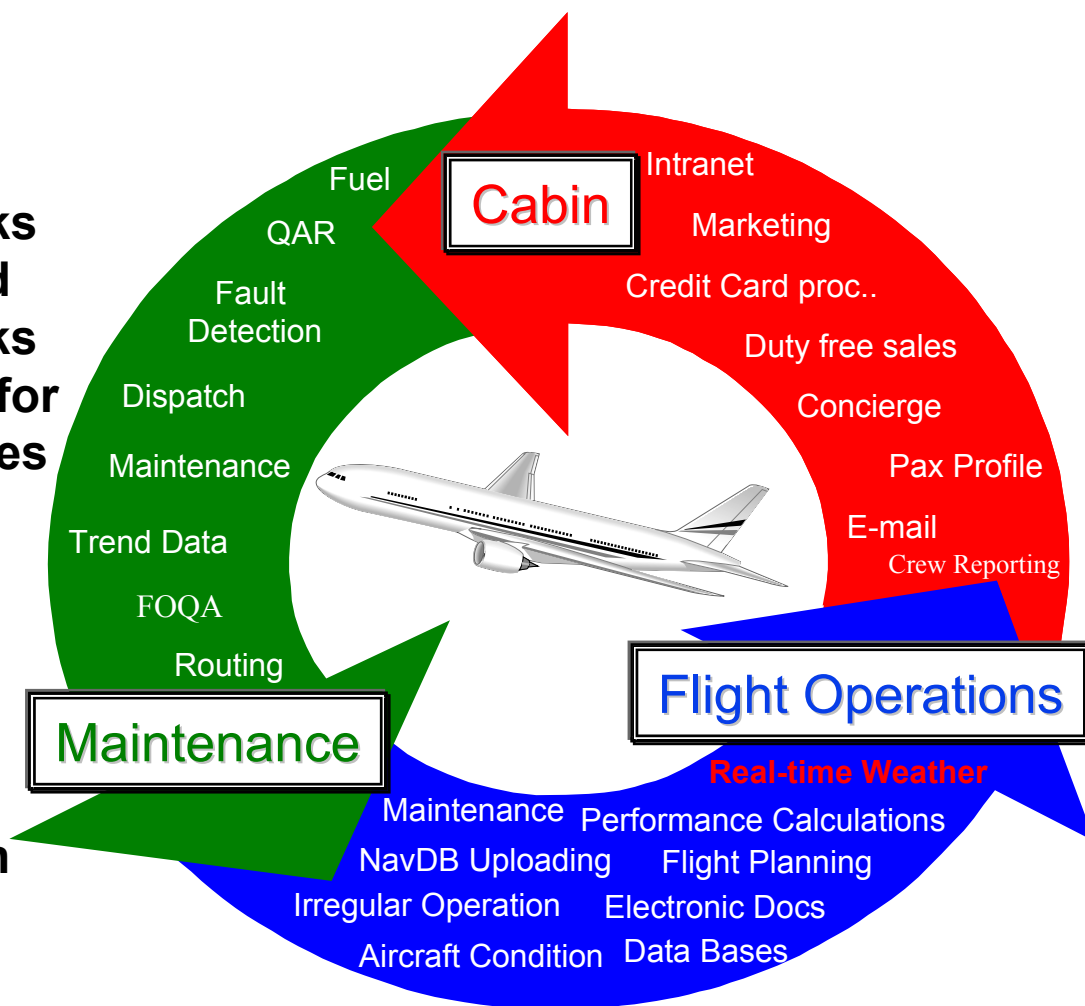 Cabin
Intranet
Marketing
Credit Card proc..
Duty free sales
Concierge
Pax Profile
E-mail
Crew Reporting
Flight Operations
Real-time Weather
Maintenance
Performance Calculations
NavDB Uploading
Flight Planning
Irregular Operation
Electronic Docs
Aircraft Condition
Data Bases
Maintenance
Fuel
QAR
Fault
Detection
Dispatch
Maintenance
Trend Data
FOQA
Routing
for